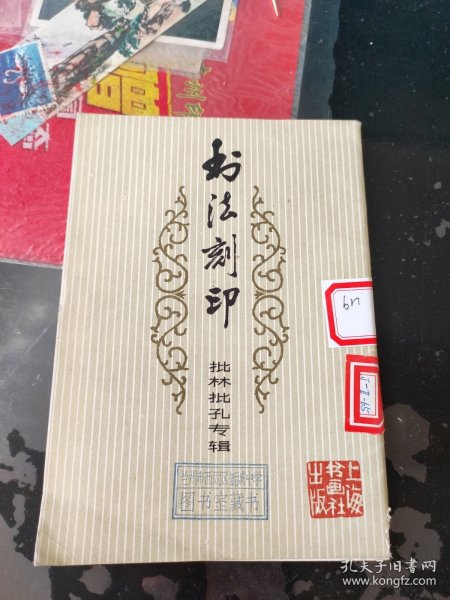 书法刻印
批林批孔专辑
上海
书画社
出版
图书室藏书
孔夫子旧书网
www.kongfz.com